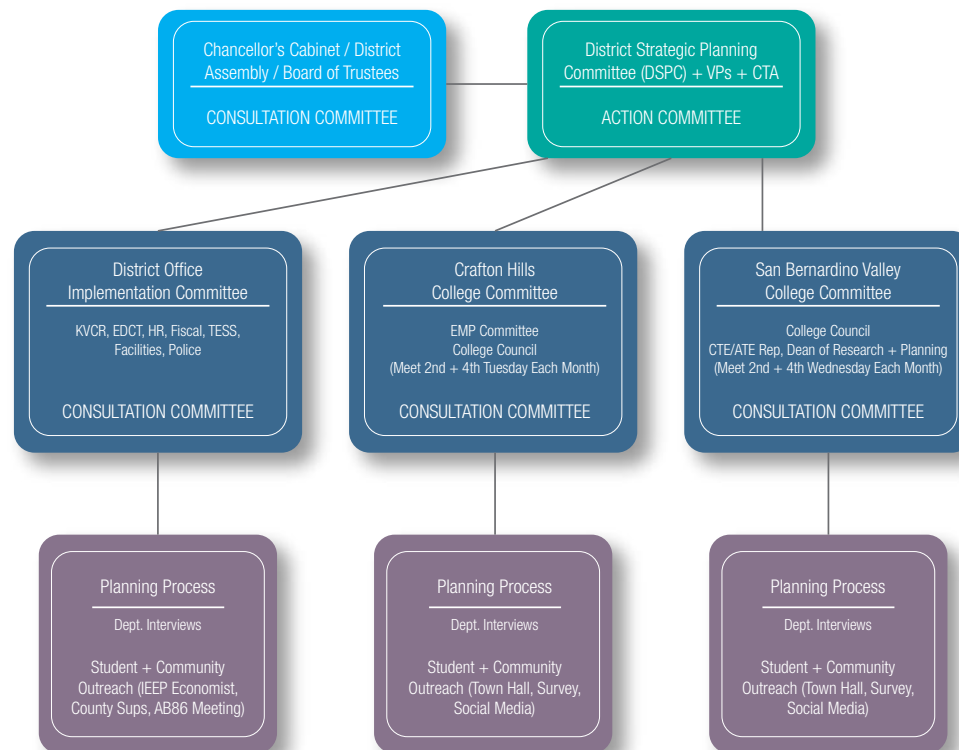 Chancellor's Cabinet / District
Assembly / Board of Trustees
CONSULTATION COMMITTEE
District Strategic Planning
Committee (DSPC) + VPs + CTA
ACTION COMMITTEE
District Office
Implementation Committee
KVCR, EDCT, HR, Fiscal, TESS,
Facilities, Police
CONSULTATION COMMITTEE
Crafton Hills
College Committee
EMP Committee
College Council
(Meet 2nd + 4th Tuesday Each Month)
CONSULTATION COMMITTEE
San Bernardino Valley
College Committee
College Council
CTE/ATE Rep, Dean of Research + Planning
(Meet 2nd + 4th Wednesday Each Month)
CONSULTATION COMMITTEE
Planning Process
Dept. Interviews
Student + Community
Outreach (IEEP Economist,
County Sups, AB86 Meeting)
Planning Process
Dept. Interviews
Student + Community
Outreach (Town Hall, Survey,
Social Media)
Planning Process
Dept. Interviews
Student + Community
Outreach (Town Hall, Survey,
Social Media)